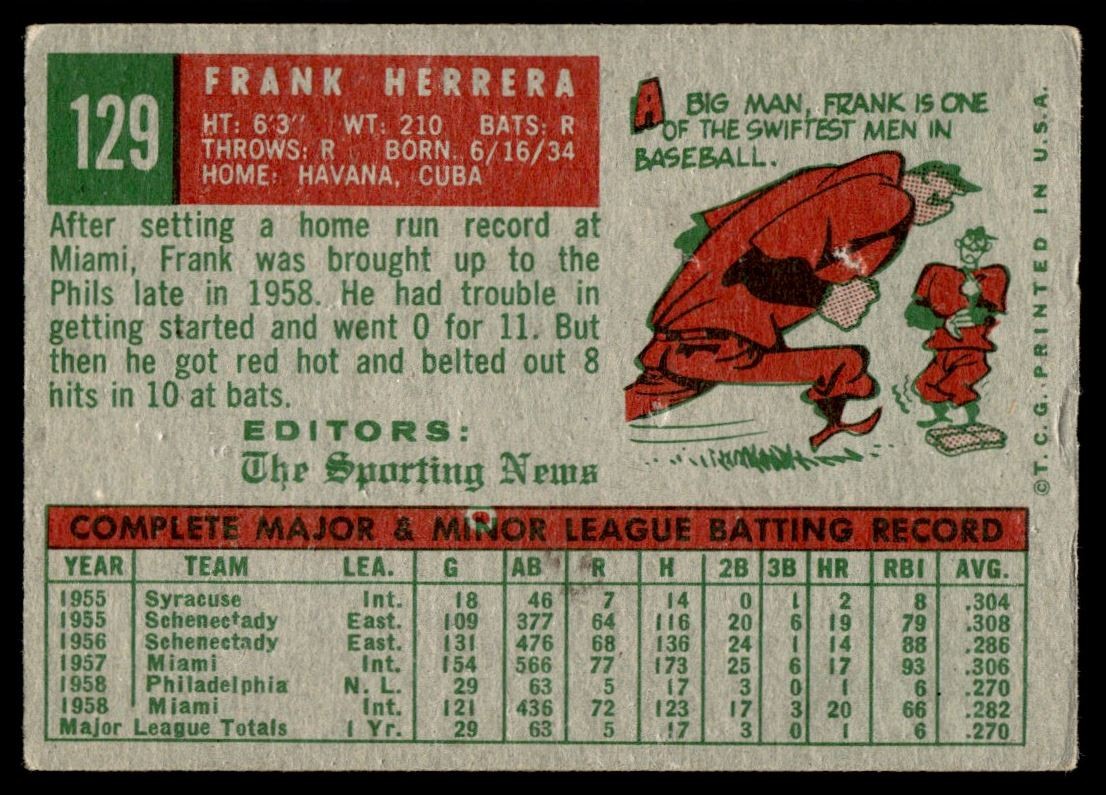 129
FRANK HERRERA
HT: 6'3" WT: 210 BATS: R
THROWS: R BORN. 6/16/34
HOME: HAVANA, CUBA
After setting a home run record at
Miami, Frank was brought up to the
Phils late in 1958. He had trouble in
getting started and went 0 for 11. But
then he got red hot and belted out 8
hits in 10 at bats.
EDITORS:
The Sporting News
A BIG MAN, FRANK IS ONE
OF THE SWIFTEST MEN IN
BASEBALL.
©T. C. G. PRINTED IN U.S.A.
COMPLETE MAJOR & MINOR LEAGUE BATTING RECORD
YEAR TEAM LEA. G AB R H 2B 3B HR RBI AVG.
1955 Syracuse Int. 18 46 7 14 0 1 2 8 .304
1955 Schenectady East. 109 377 64 116 20 6 19 79 .308
1956 Schenectady East. 131 476 68 136 24 1 14 88 .286
1957 Miami Int. 154 566 77 173 25 6 17 93 .306
1958 Philadelphia N. L. 29 63 5 17 3 0 1 6 .270
1958 Miami Int. 121 436 72 123 17 3 20 66 .282
Major League Totals 1 Yr. 29 63 5 17 3 0 1 6 .270